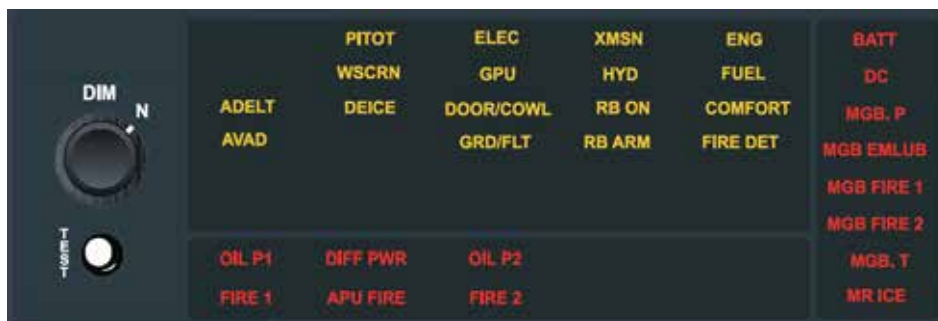 DIM
N
TEST
PITOT ELEC XMSN ENG
WSCRN GPU HYD FUEL
ADELT DEICE DOOR/COWL RB ON COMFORT
AVAD GRD/FLT RB ARM FIRE DET
OIL P1 DIFF PWR OIL P2
FIRE 1 APU FIRE FIRE 2
BATT
DC
MGB. P
MGB EMLUB
MGB FIRE 1
MGB FIRE 2
MGB. T
MR ICE